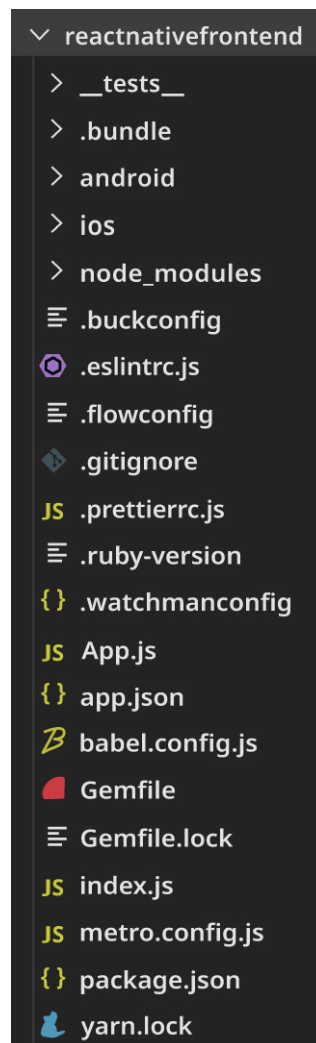 reactnativefrontend
__tests__
.bundle
android
ios
node_modules
.buckconfig
.eslintrc.js
.flowconfig
.gitignore
JS .prettierrc.js
.ruby-version
{} .watchmanconfig
JS App.js
{} app.json
B babel.config.js
Gemfile
Gemfile.lock
JS index.js
JS metro.config.js
{} package.json
yarn.lock